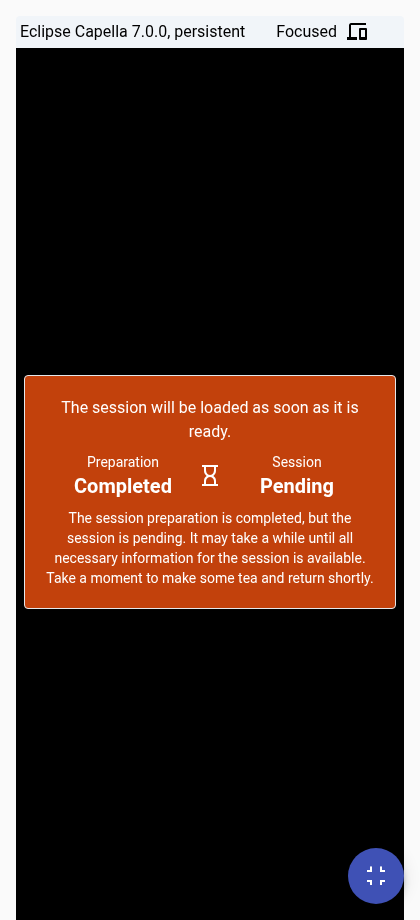 Eclipse Capella 7.0.0, persistent Focused
The session will be loaded as soon as it is
ready.
Preparation Session
Completed Pending
The session preparation is completed, but the
session is pending. It may take a while until all
necessary information for the session is available.
Take a moment to make some tea and return shortly.